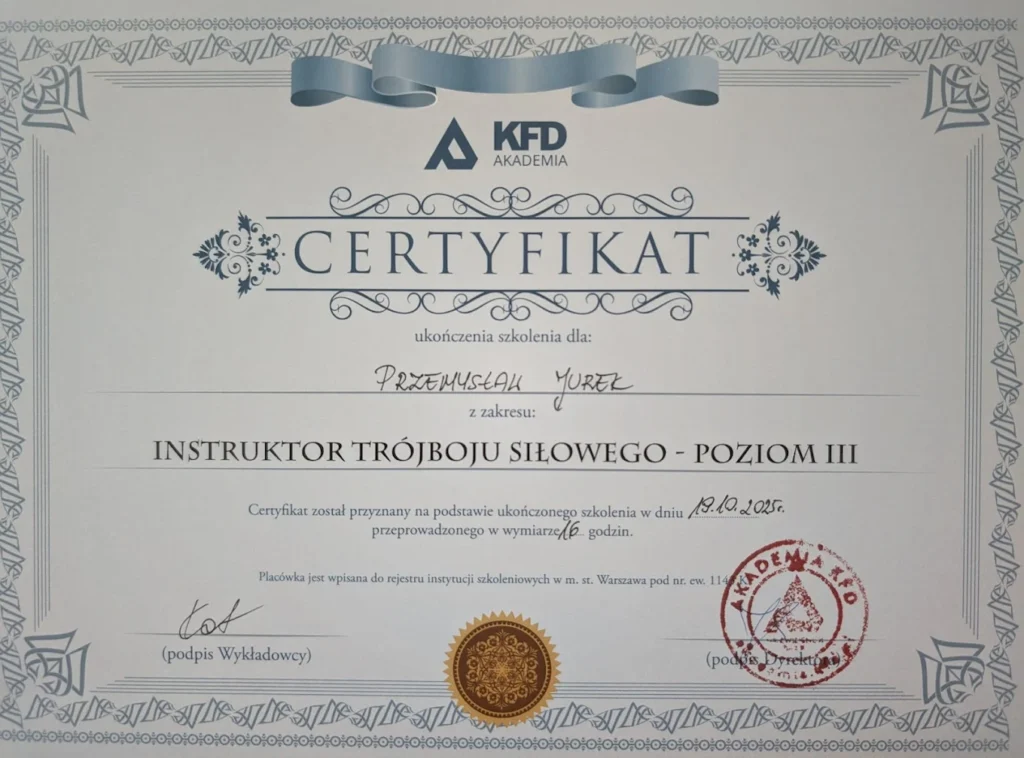 KFD
AKADEMIA
CERTYFIKAT
ukończenia szkolenia dla:
PRZEMYSŁAW JUREK
z zakresu:
INSTRUKTOR TRÓJBOJU SIŁOWEGO - POZIOM III
Certyfikat został przyznany na podstawie ukończonego szkolenia w dniu 19.10.2025r.
przeprowadzonego w wymiarze 16 godzin.
Placówka jest wpisana do rejestru instytucji szkoleniowych w m. st. Warszawa pod nr. ew.
(podpis Wykładowcy)
(podpis Dyrektora)
AKADEMIA KFD